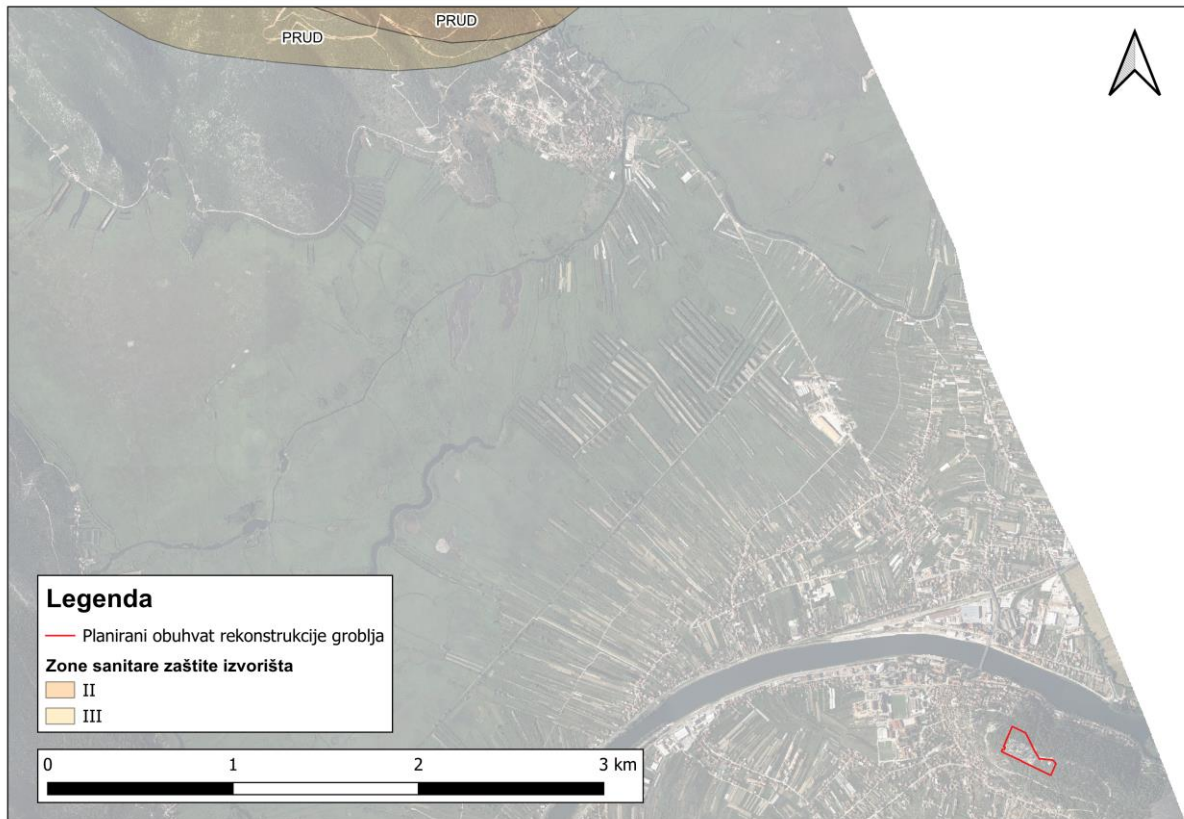 PRUD
PRUD
Legenda
Planirani obuhvat rekonstrukcije groblja
Zone sanitare zaštite izvorišta
II
III
0 1 2 3 km